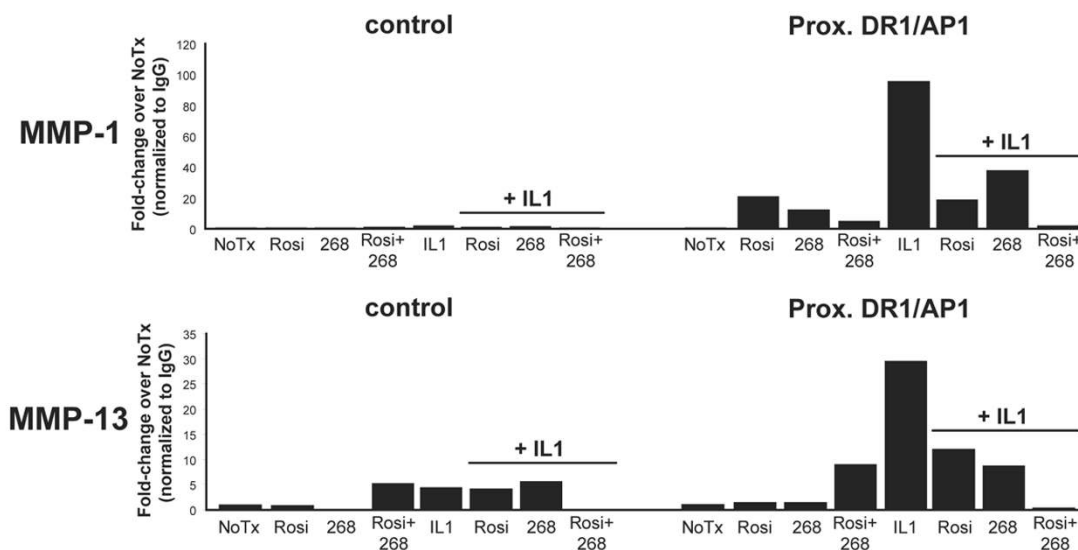 control
Prox. DR1/AP1
MMP-1
Fold-change over NoTx
(normalized to IgG)
120
100
80
60
40
20
0
+ IL1
+ IL1
NoTx Rosi 268 Rosi+ IL1 Rosi 268 Rosi+
268 268
NoTx Rosi 268 Rosi+ IL1 Rosi 268 Rosi+
268 268
control
Prox. DR1/AP1
MMP-13
Fold-change over NoTx
(normalized to IgG)
35
30
25
20
15
10
5
0
+ IL1
+ IL1
NoTx Rosi 268 Rosi+ IL1 Rosi 268 Rosi+
268 268
NoTx Rosi 268 Rosi+ IL1 Rosi 268 Rosi+
268 268